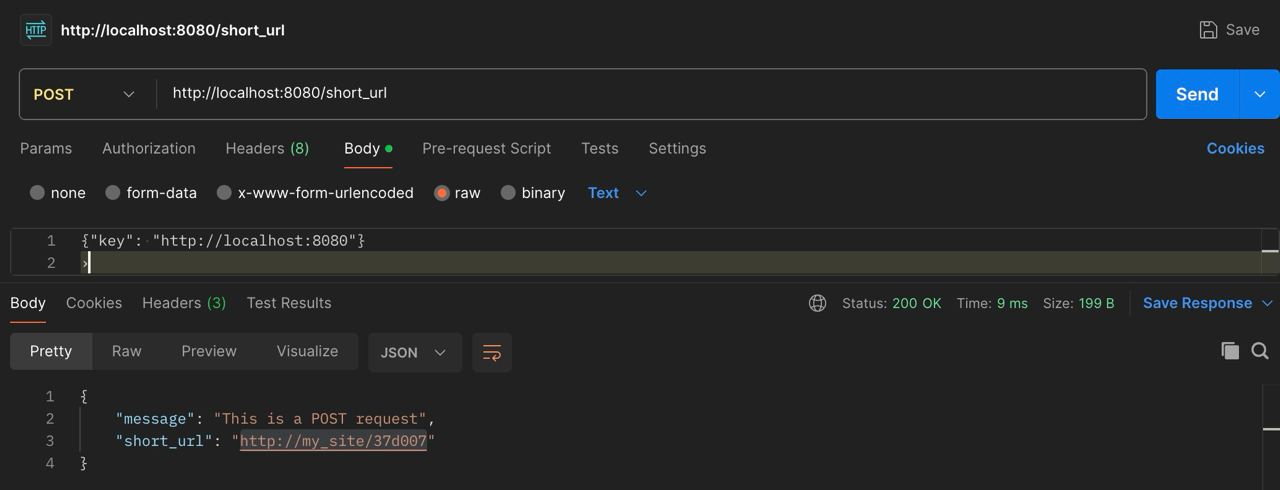 HTTP http://localhost:8080/short_url Save
POST http://localhost:8080/short_url Send
Params Authorization Headers (8) Body Pre-request Script Tests Settings Cookies
none form-data x-www-form-urlencoded raw binary Text
1 {"key": "http://localhost:8080"}
2
Body Cookies Headers (3) Test Results Status: 200 OK Time: 9 ms Size: 199 B Save Response
Pretty Raw Preview Visualize JSON
1 {
2 "message": "This is a POST request",
3 "short_url": "http://my_site/37d007"
4 }